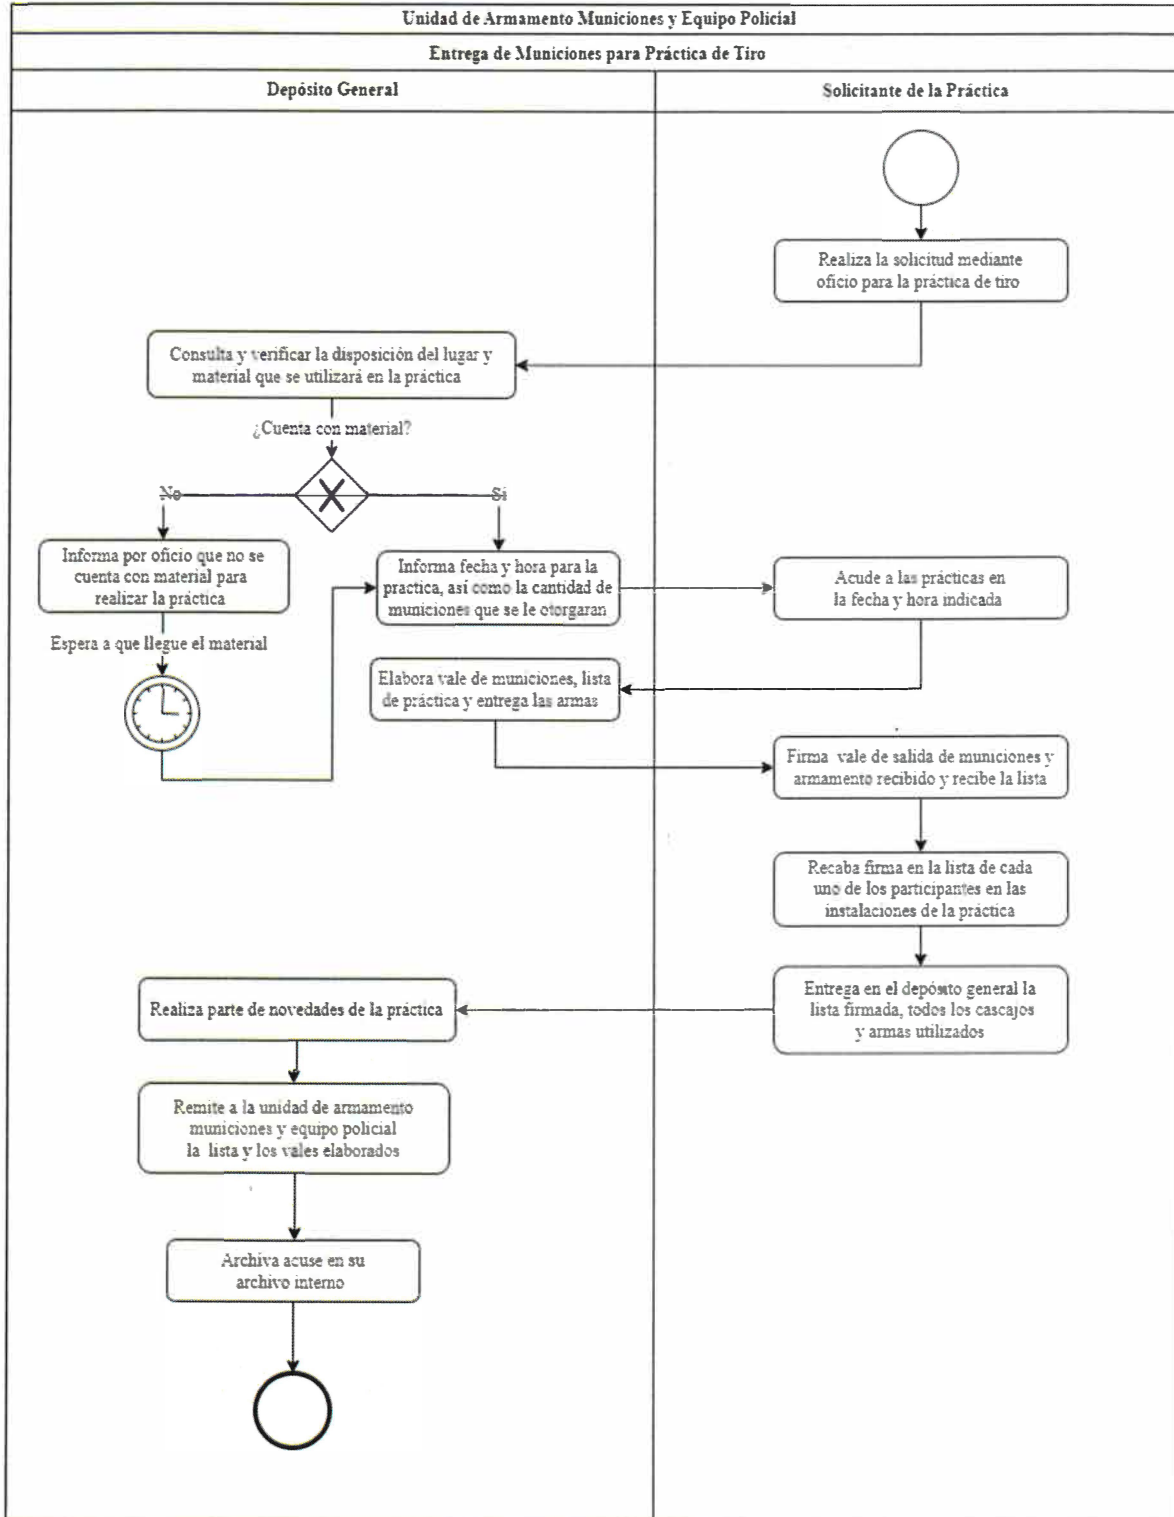 Unidad de Armamento Municiones y Equipo Policial
Entrega de Municiones para Práctica de Tiro
Depósito General
Solicitante de la Práctica
Realiza la solicitud mediante
oficio para la práctica de tiro
Consulta y verificar la disposición del lugar y
material que se utilizará en la práctica
¿Cuenta con material?
No
Si
Informa por oficio que no se
cuenta con material para
realizar la práctica
Informa fecha y hora para la
practica, así como la cantidad de
municiones que se le otorgaran
Acude a las prácticas en
la fecha y hora indicada
Espera a que llegue el material
Elabora vale de municiones, lista
de práctica y entrega las armas
Firma vale de salida de municiones y
armamento recibido y recibe la lista
Recaba firma en la lista de cada
uno de los participantes en las
instalaciones de la práctica
Entrega en el depósito general la
lista firmada, todos los cascajos
y armas utilizados
Realiza parte de novedades de la práctica
Remite a la unidad de armamento
municiones y equipo policial
la lista y los vales elaborados
Archiva acuse en su
archivo interno